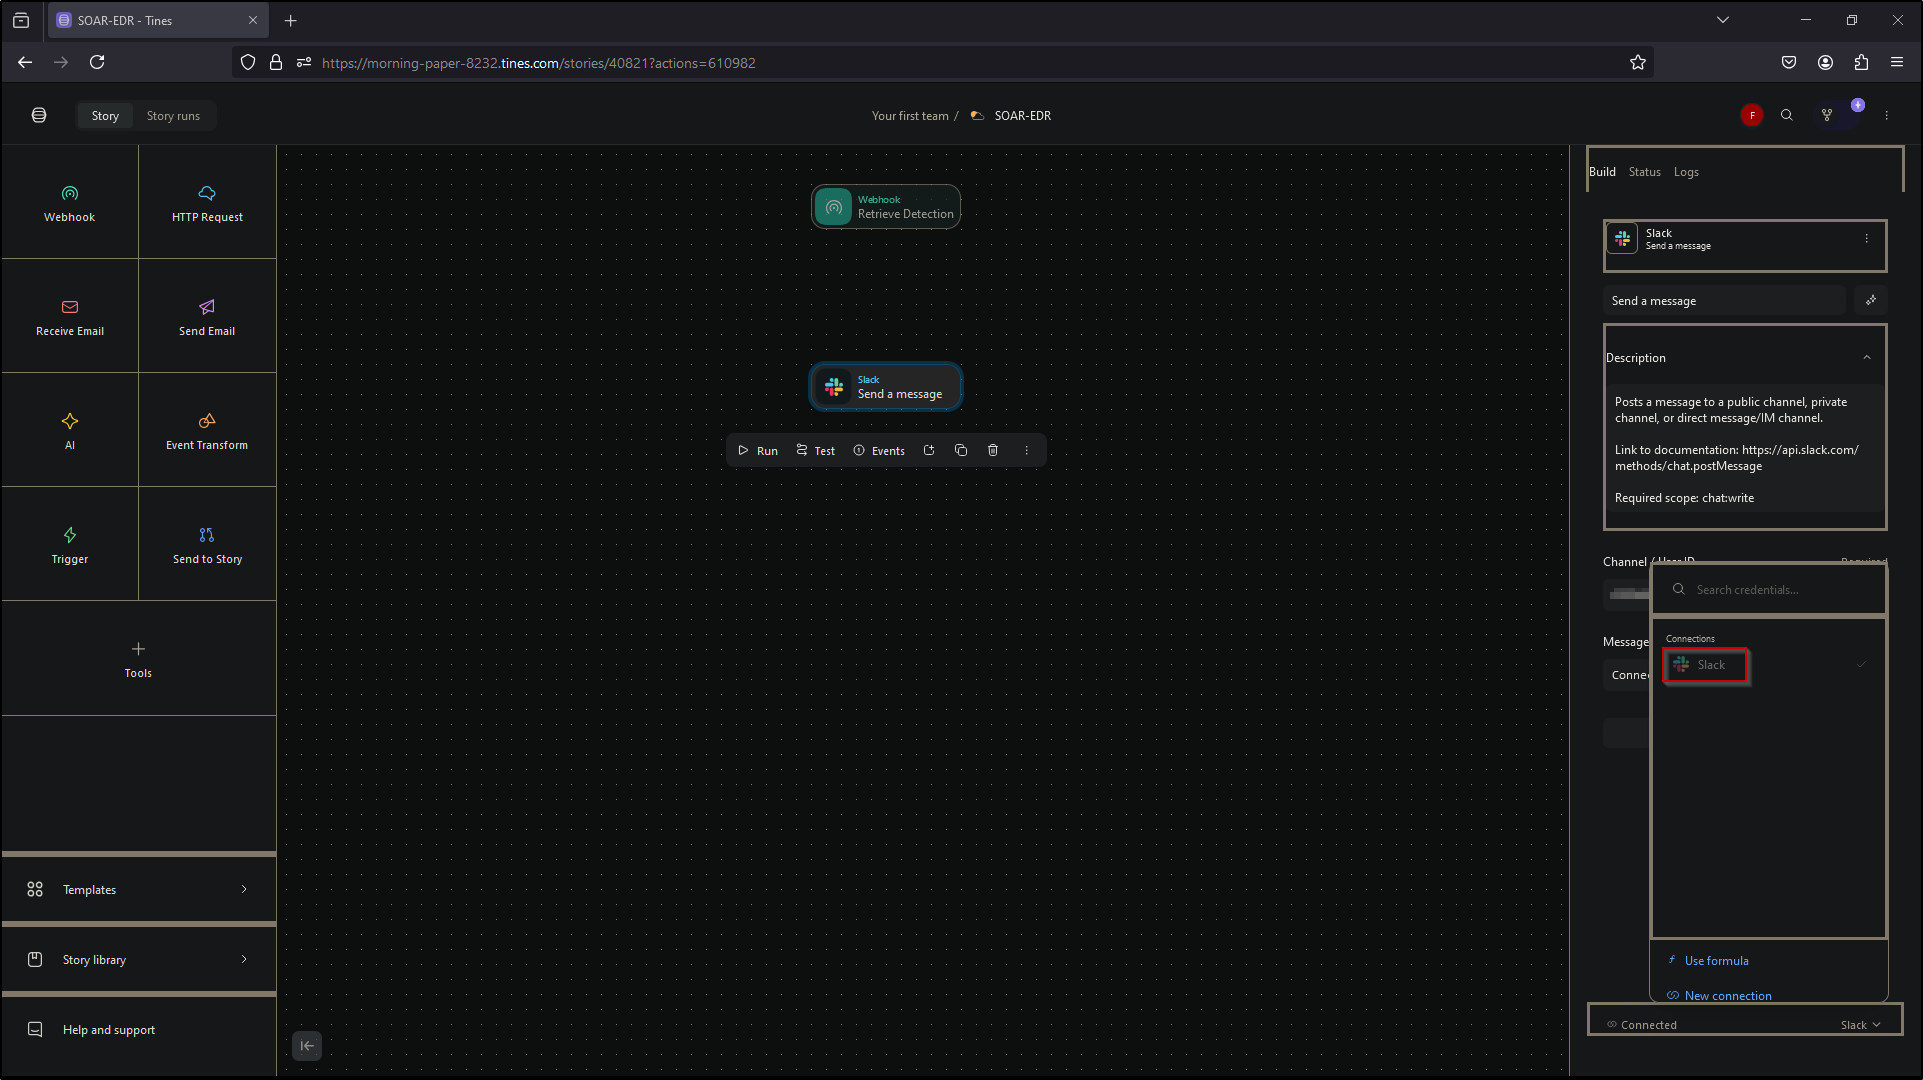 SOAR-EDR - Tines
https://morning-paper-8232.tines.com/stories/40821?actions=610982
Story
Story runs
Your first team /
SOAR-EDR
F
Webhook
HTTP Request
Receive Email
Send Email
AI
Event Transform
Trigger
Send to Story
Tools
Templates
Story library
Help and support
Webhook
Retrieve Detection
Slack
Send a message
Run
Test
Events
Build
Status
Logs
Slack
Send a message
Send a message
Description
Posts a message to a public channel, private
channel, or direct message/IM channel.
Link to documentation: https://api.slack.com/
methods/chat.postMessage
Required scope: chat:write
Channel / User ID
Required
Search credentials...
Message
Connections
Slack
Use formula
New connection
Connected
Slack